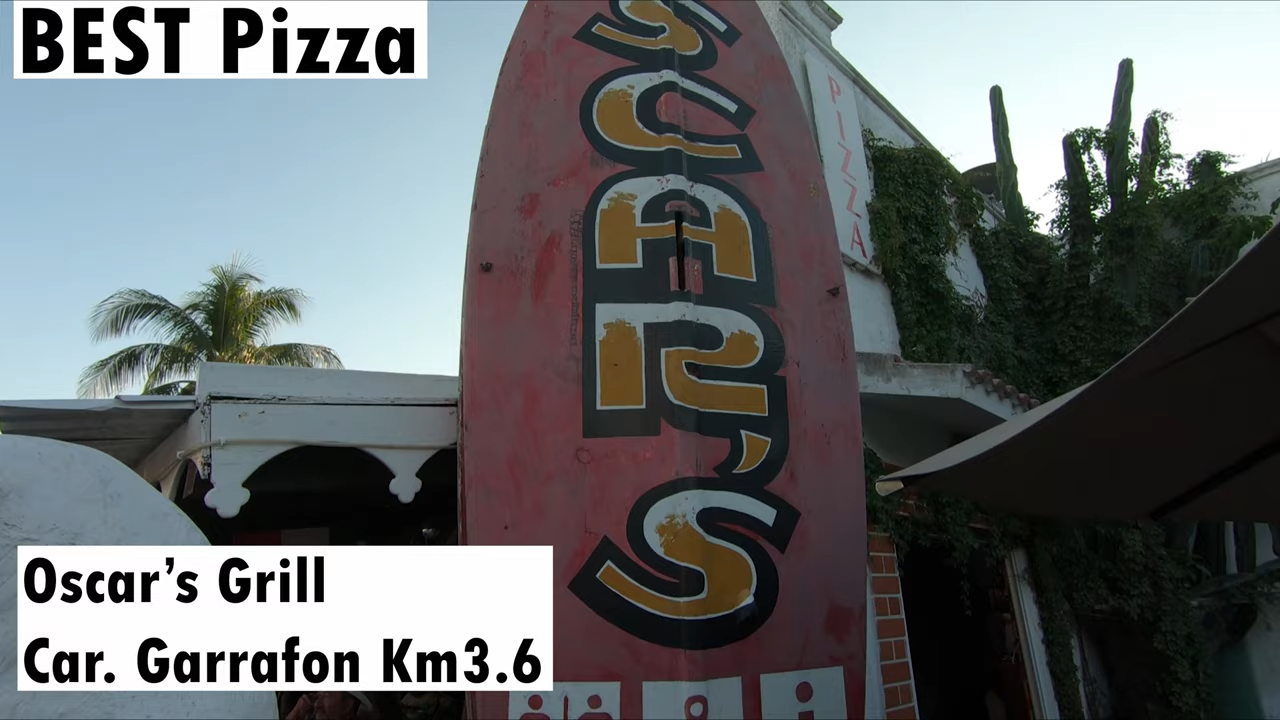 BEST Pizza
SCAR'S
PIZZA
Oscar's Grill
Car. Garrafon Km3.6